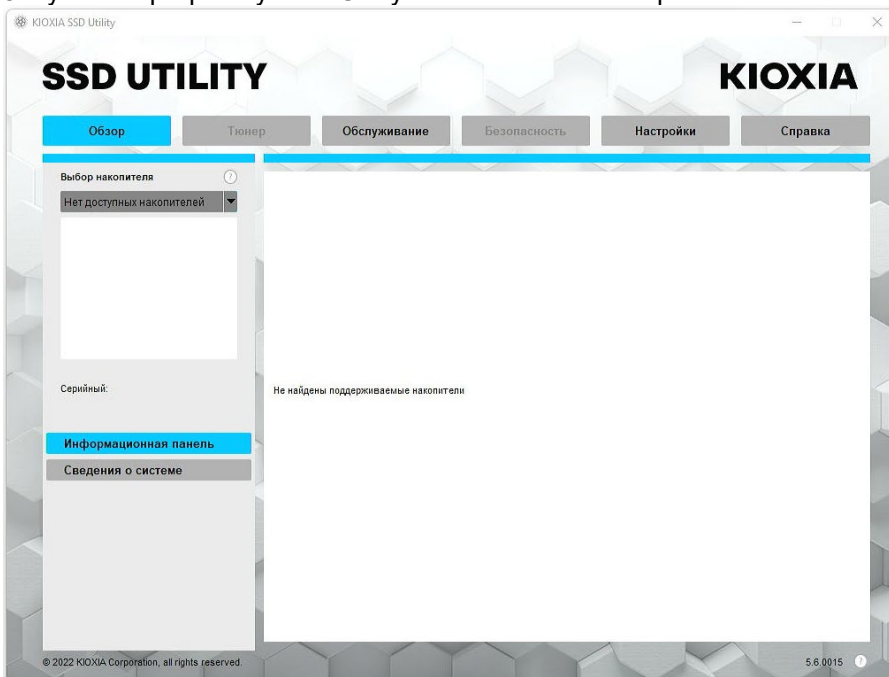 KIOXIA SSD Utility
SSD UTILITY
KIOXIA
Обзор
Тюнер
Обслуживание
Безопасность
Настройки
Справка
Выбор накопителя ?
Нет доступных накопителей
Серийный:
Не найдены поддерживаемые накопители
Информационная панель
Сведения о системе
© 2022 KIOXIA Corporation, all rights reserved.
5.6.0015 ?